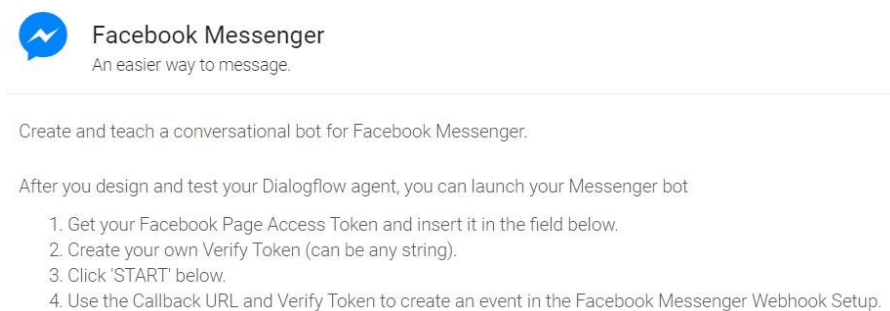 Facebook Messenger
An easier way to message.
Create and teach a conversational bot for Facebook Messenger.
After you design and test your Dialogflow agent, you can launch your Messenger bot
1. Get your Facebook Page Access Token and insert it in the field below.
2. Create your own Verify Token (can be any string).
3. Click 'START' below.
4. Use the Callback URL and Verify Token to create an event in the Facebook Messenger Webhook Setup.